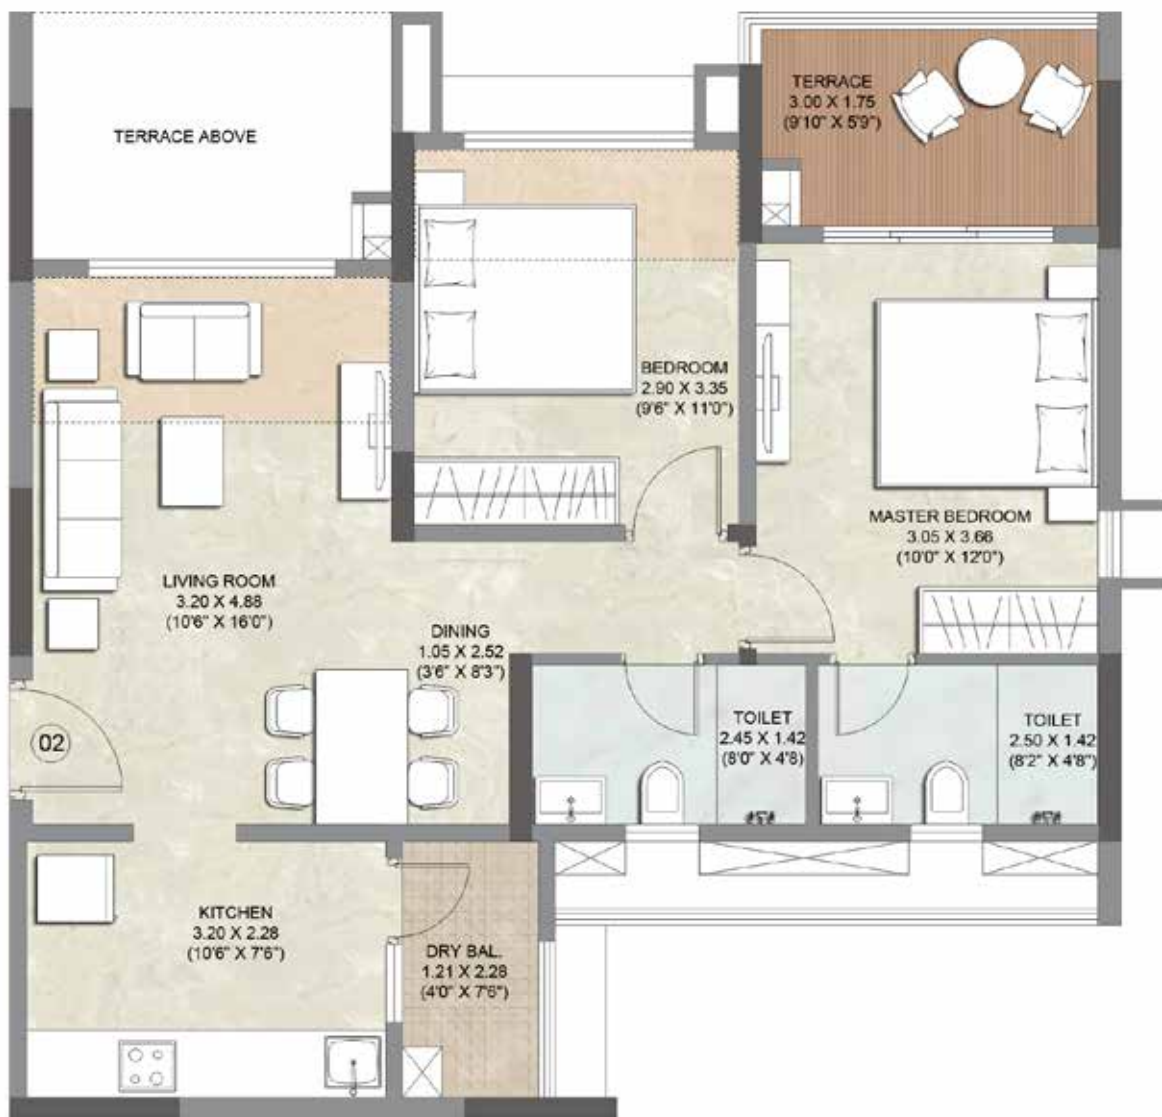 TERRACE ABOVE
TERRACE
3.00 X 1.75
(9'10" X 5'9")
BEDROOM
2.90 X 3.35
(9'6" X 11'0")
MASTER BEDROOM
3.05 X 3.66
(10'0" X 12'0")
LIVING ROOM
3.20 X 4.88
(10'6" X 16'0")
DINING
1.05 X 2.52
(3'6" X 8'3")
02
TOILET
2.45 X 1.42
(8'0" X 4'8)
TOILET
2.50 X 1.42
(8'2" X 4'8")
KITCHEN
3.20 X 2.28
(10'6" X 7'6")
DRY BAL.
1.21 X 2.28
(4'0" X 7'6")